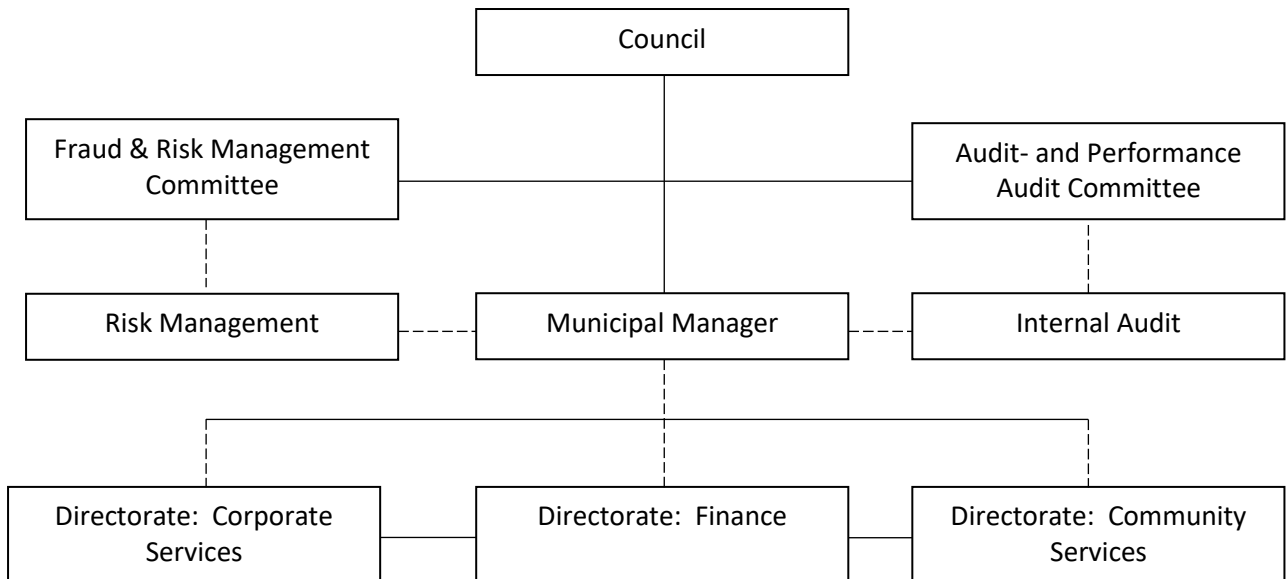 Council
Fraud & Risk Management
Committee
Audit- and Performance
Audit Committee
Risk Management
Municipal Manager
Internal Audit
Directorate: Corporate
Services
Directorate: Finance
Directorate: Community
Services